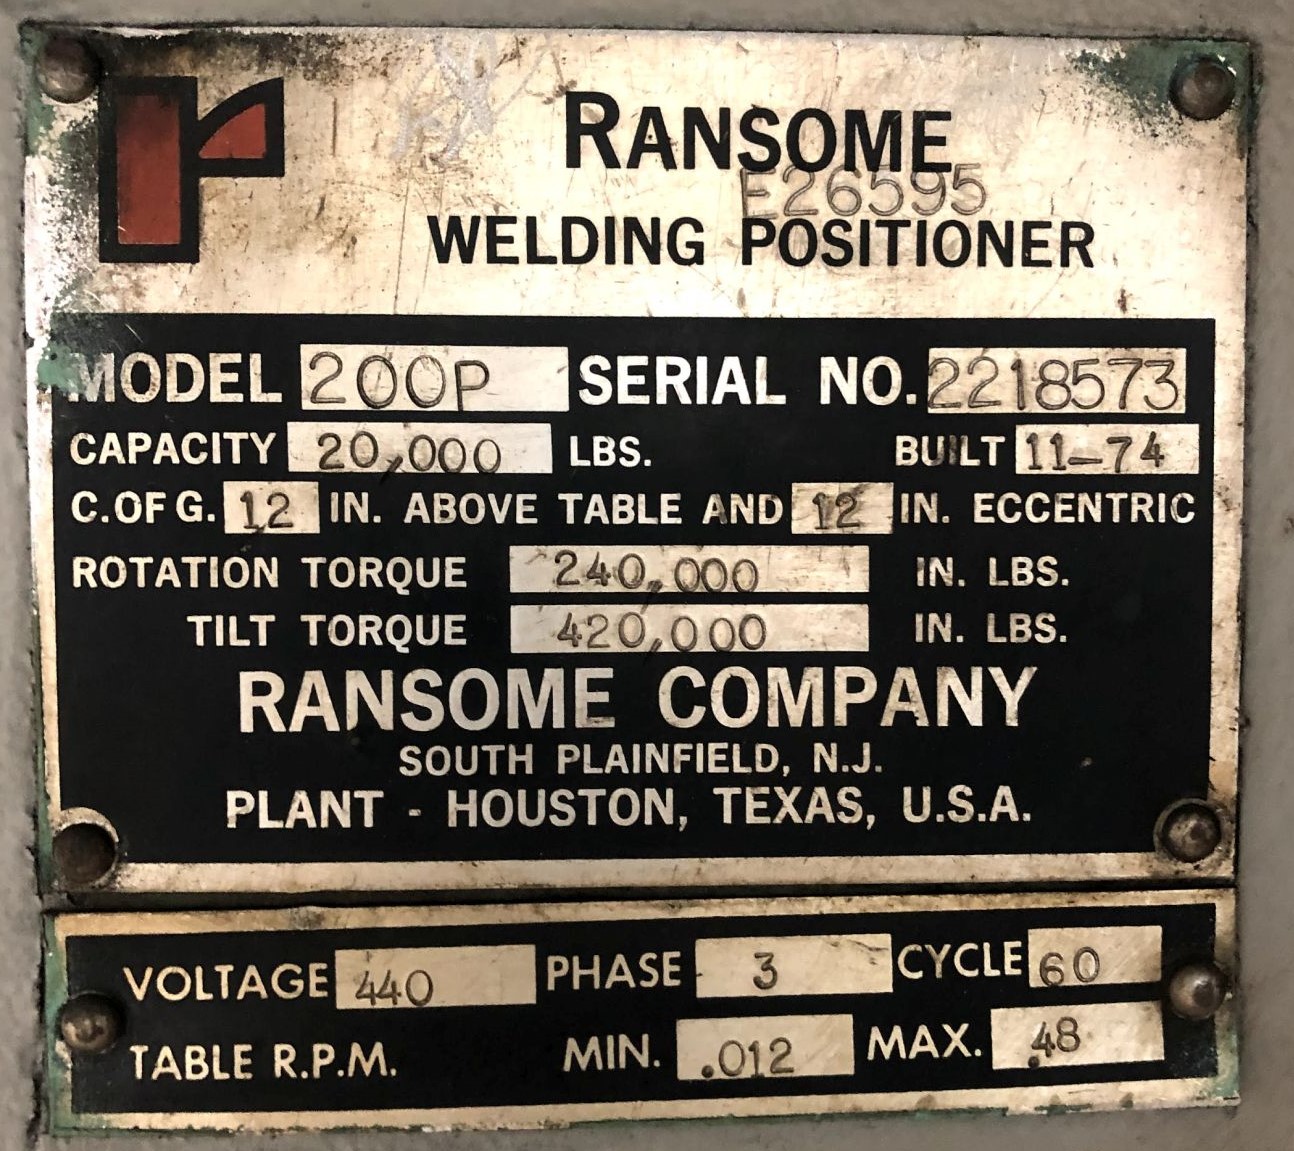 r
RANSOME
E26595
WELDING POSITIONER
MODEL 200P SERIAL NO. 2218573
CAPACITY 20,000 LBS. BUILT 11-74
C. OF G. 12 IN. ABOVE TABLE AND 12 IN. ECCENTRIC
ROTATION TORQUE 240,000 IN. LBS.
TILT TORQUE 420,000 IN. LBS.
RANSOME COMPANY
SOUTH PLAINFIELD, N.J.
PLANT - HOUSTON, TEXAS, U.S.A.
VOLTAGE 440 PHASE 3 CYCLE 60
TABLE R.P.M. MIN. .012 MAX. .48